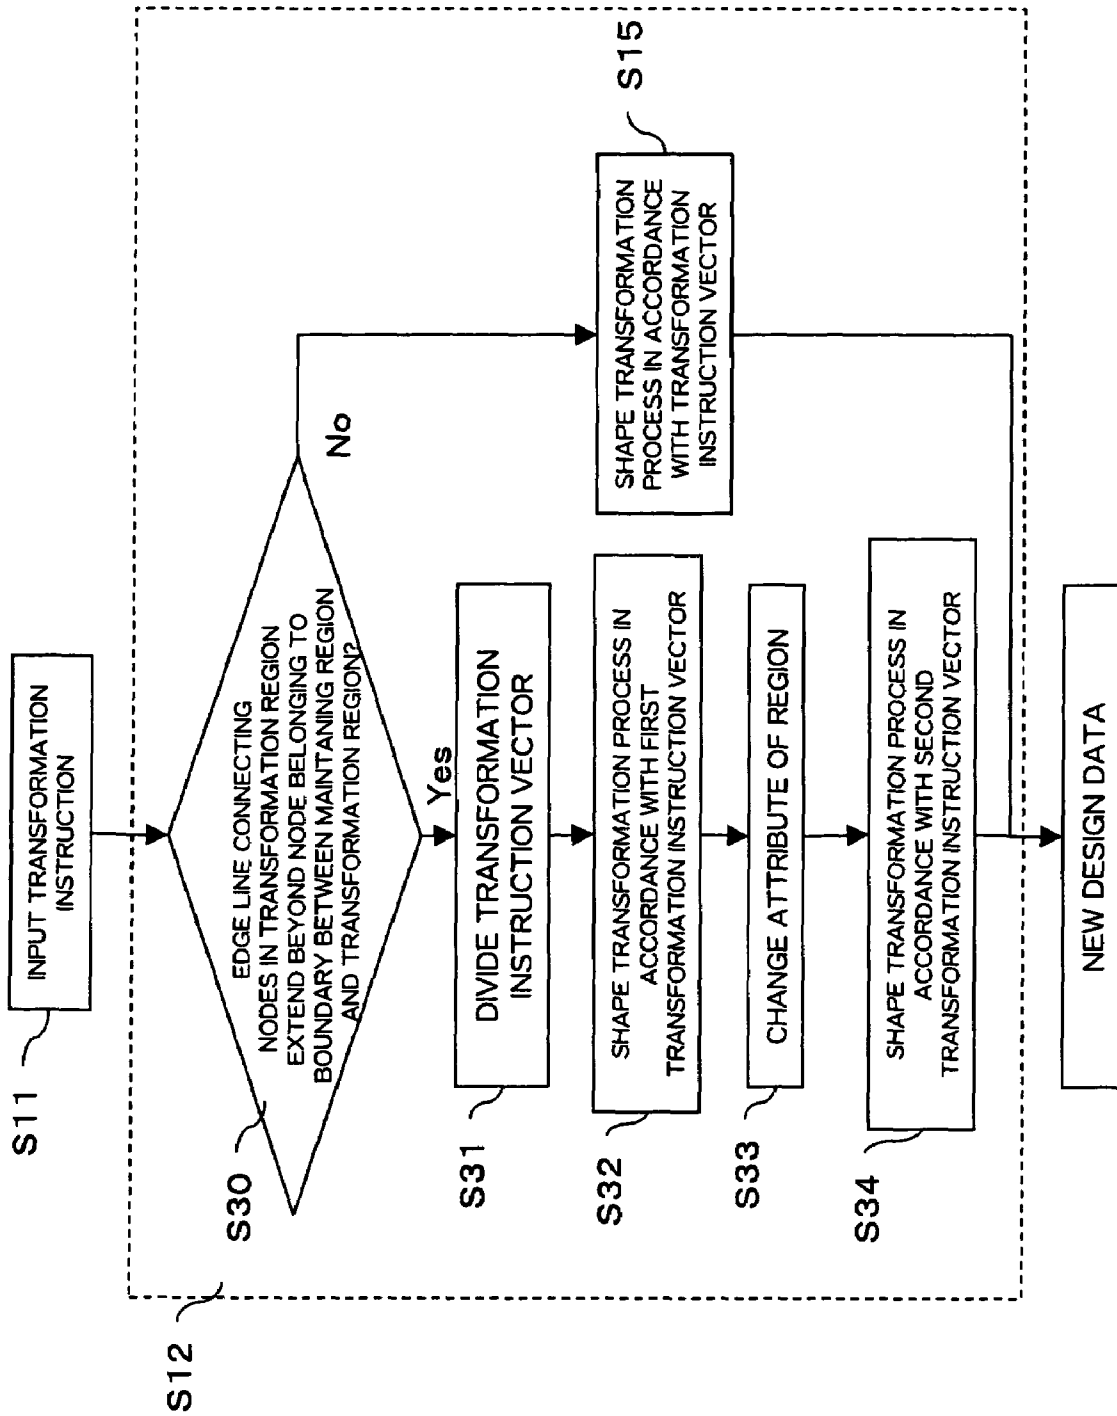 S11
INPUT TRANSFORMATION
INSTRUCTION
S12
S30
EDGE LINE CONNECTING
NODES IN TRANSFORMATION REGION
EXTEND BEYOND NODE BELONGING TO
BOUNDARY BETWEEN MAINTAINING REGION
AND TRANSFORMATION REGION?
No
Yes
S31
DIVIDE TRANSFORMATION
INSTRUCTION VECTOR
S32
SHAPE TRANSFORMATION PROCESS IN
ACCORDANCE WITH FIRST
TRANSFORMATION INSTRUCTION VECTOR
S15
SHAPE TRANSFORMATION
PROCESS IN ACCORDANCE
WITH TRANSFORMATION
INSTRUCTION VECTOR
S33
CHANGE ATTRIBUTE OF REGION
S34
SHAPE TRANSFORMATION PROCESS IN
ACCORDANCE WITH SECOND
TRANSFORMATION INSTRUCTION VECTOR
NEW DESIGN DATA